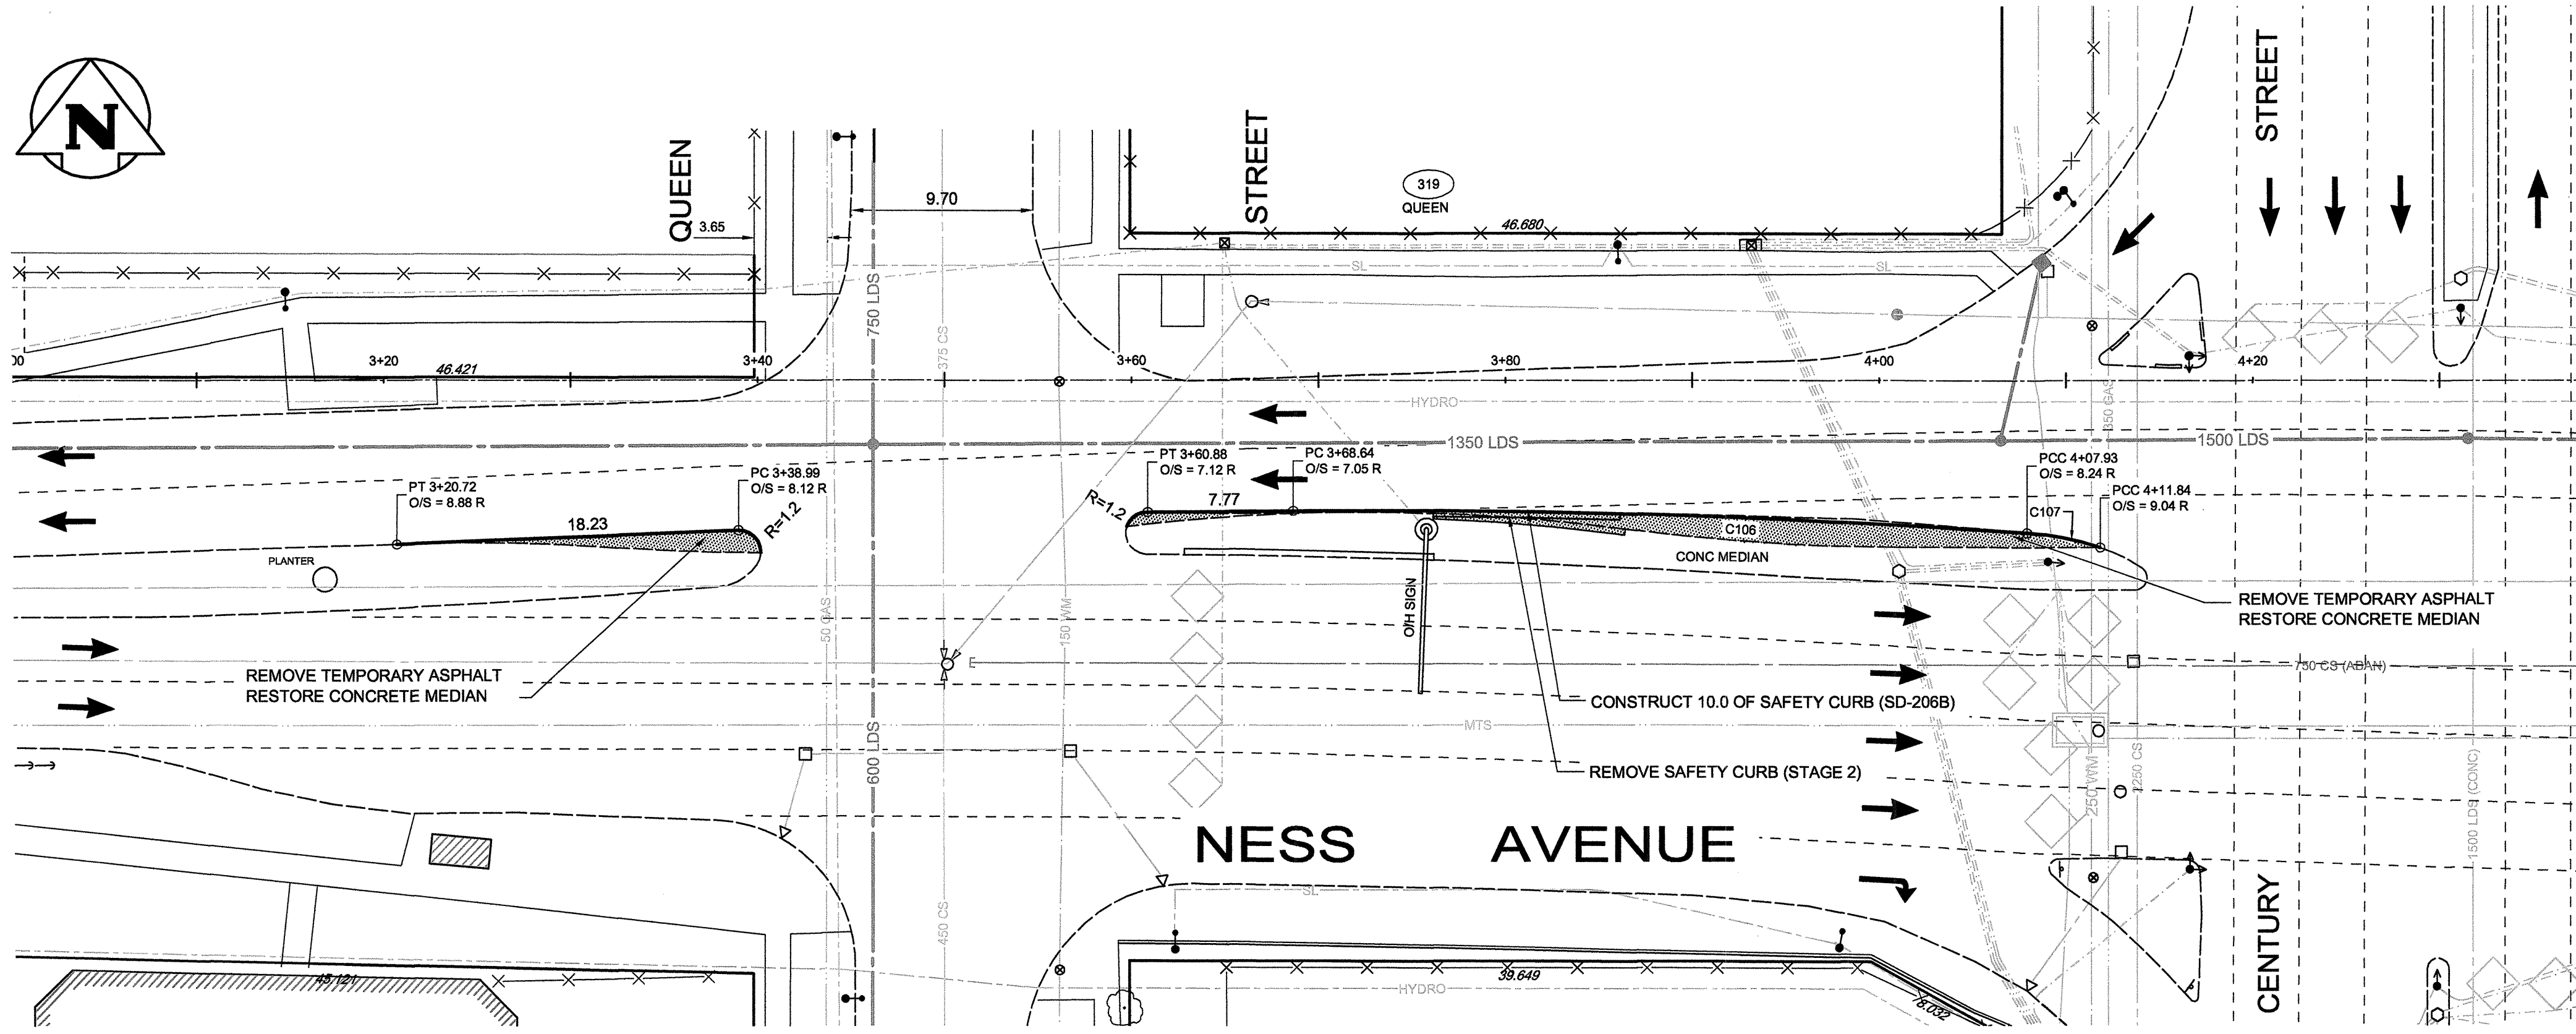 N
QUEEN
3.65
9.70
STREET
319
QUEEN
46.680
STREET
SL
SL
750 LDS
375 CS
3+20
46.421
3+40
3+60
3+80
4+00
4+20
HYDRO
350 GAS
1350 LDS
1500 LDS
PT 3+20.72
O/S = 8.88 R
18.23
PC 3+38.99
O/S = 8.12 R
R=1.2
R=1.2
PT 3+60.88
O/S = 7.12 R
7.77
PC 3+68.64
O/S = 7.05 R
PCC 4+07.93
O/S = 8.24 R
PCC 4+11.84
O/S = 9.04 R
C107
C106
CONC MEDIAN
PLANTER
O/H SIGN
50 GAS
150 WM
REMOVE TEMPORARY ASPHALT
RESTORE CONCRETE MEDIAN
REMOVE TEMPORARY ASPHALT
RESTORE CONCRETE MEDIAN
750 CS (ABAN)
CONSTRUCT 10.0 OF SAFETY CURB (SD-206B)
MTS
REMOVE SAFETY CURB (STAGE 2)
600 LDS
250 WM
2250 CS
1500 LDS (CONC)
NESS AVENUE
SL
450 CS
CENTURY
45.121
39.649
HYDRO
8.032